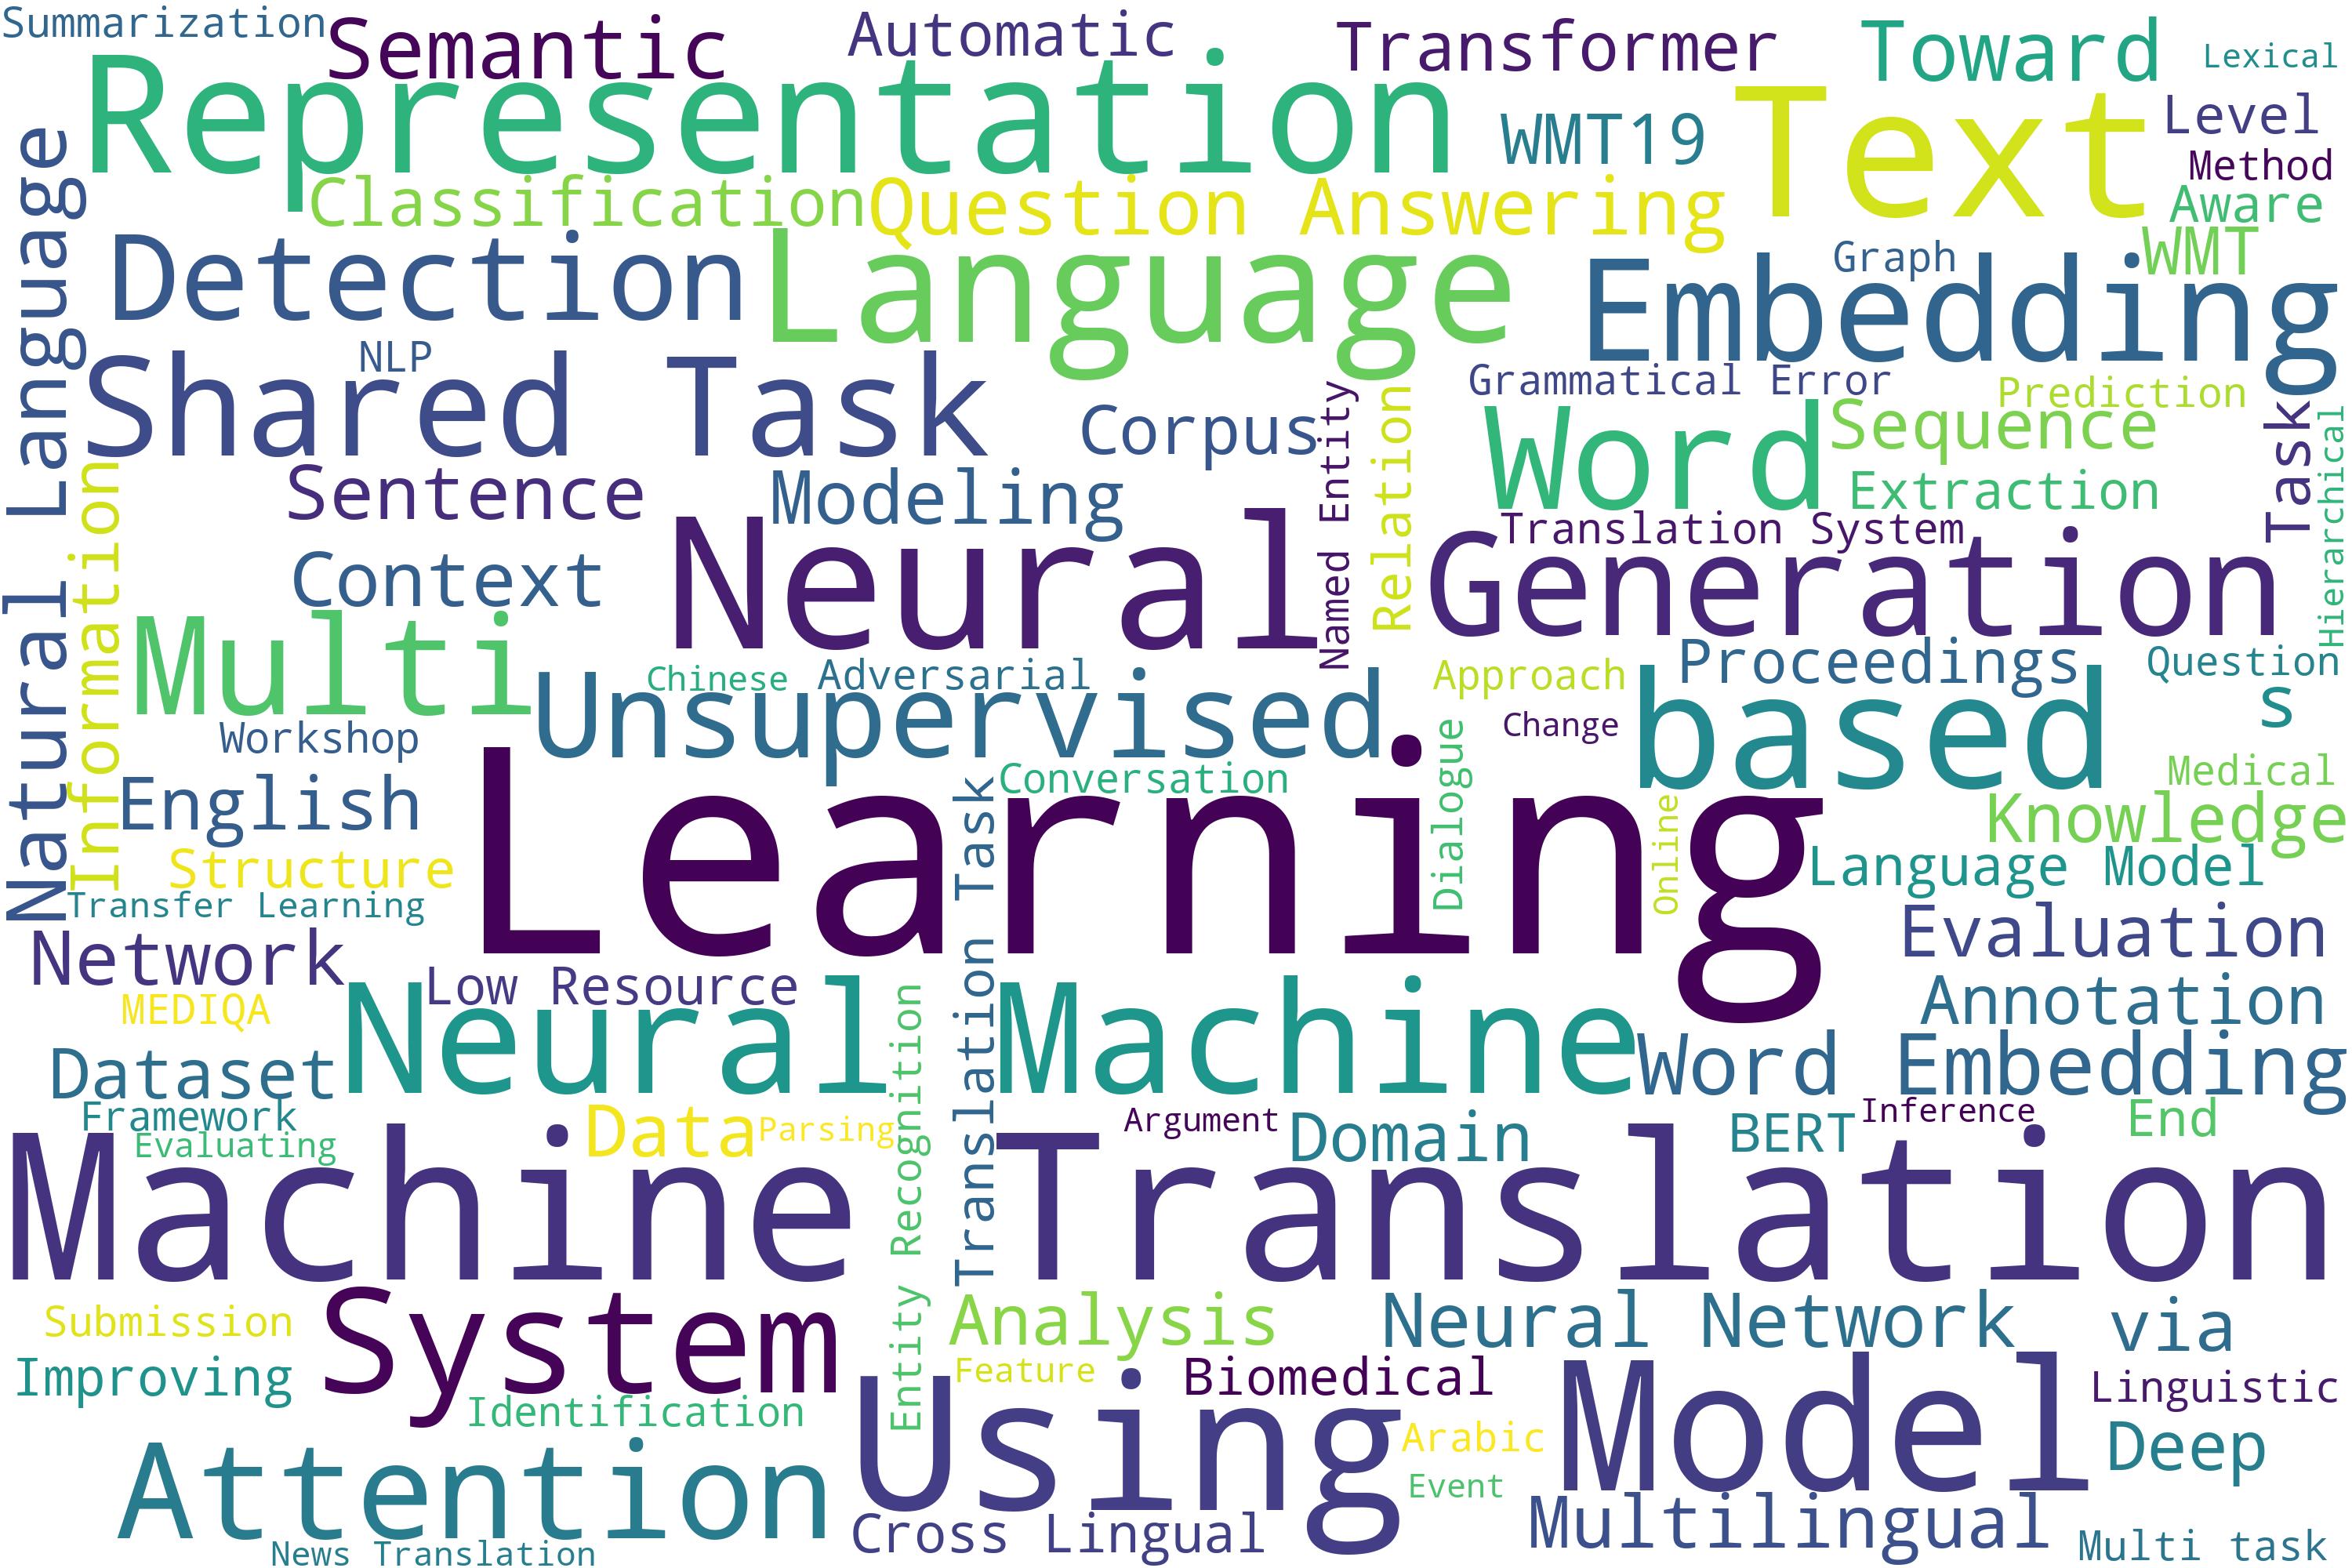 Summarization
Semantic
Automatic
Transformer
Toward
Lexical
Representation
Text
Level
WMT19
Method
Classification
Question Answering
Aware
WMT
Natural Language
Detection
Language
Graph
Embedding
NLP
Shared Task
Grammatical Error
Prediction
Corpus
Named Entity
Relation
Word
Sequence
Task
Hierarchical
Information
Sentence
Modeling
Extraction
Translation System
Neural
Generation
Context
Multi
Proceedings
Question
Chinese
Adversarial
Approach
Unsupervised
based
s
Workshop
Change
Dialogue
Conversation
Medical
English
Learning
Translation Task
Online
Knowledge
Structure
Language Model
Transfer Learning
Network
Evaluation
Low Resource
MEDIQA
Neural Machine
Entity Recognition
Annotation
Dataset
Word Embedding
Framework
Evaluating
Data
Parsing
Argument
Domain
BERT
Inference
End
Machine Translation
Submission
System
Analysis
Neural Network
via
Improving
Feature
Biomedical
Model
Linguistic
Identification
Using
Arabic
Deep
Attention
Event
Cross Lingual
Multilingual
News Translation
Multi task